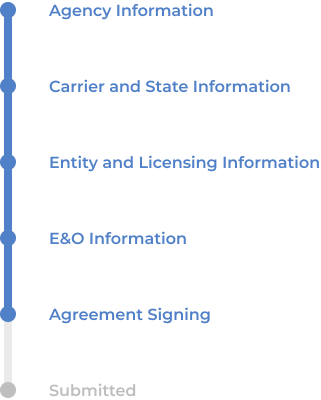 Agency Information
Carrier and State Information
Entity and Licensing Information
E&O Information
Agreement Signing
Submitted